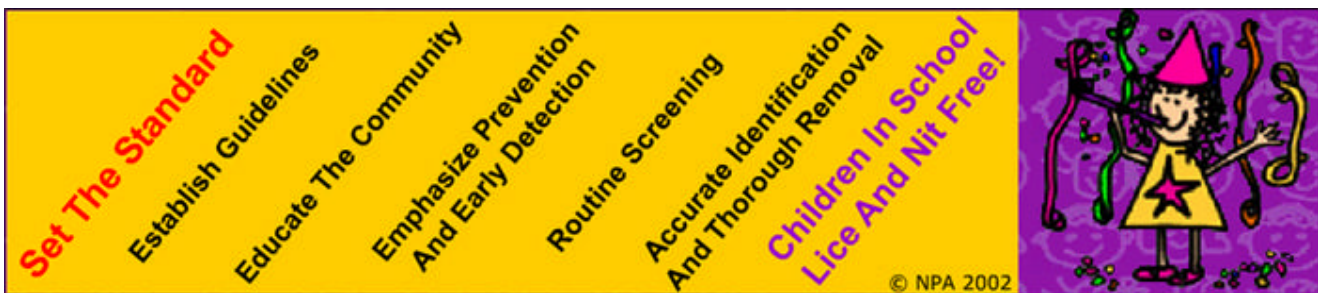 Set The Standard
Establish Guidelines
Educate The Community
Emphasize Prevention
And Early Detection
Routine Screening
Accurate Identification
And Thorough Removal
Children In School
Lice And Nit Free!
© NPA 2002